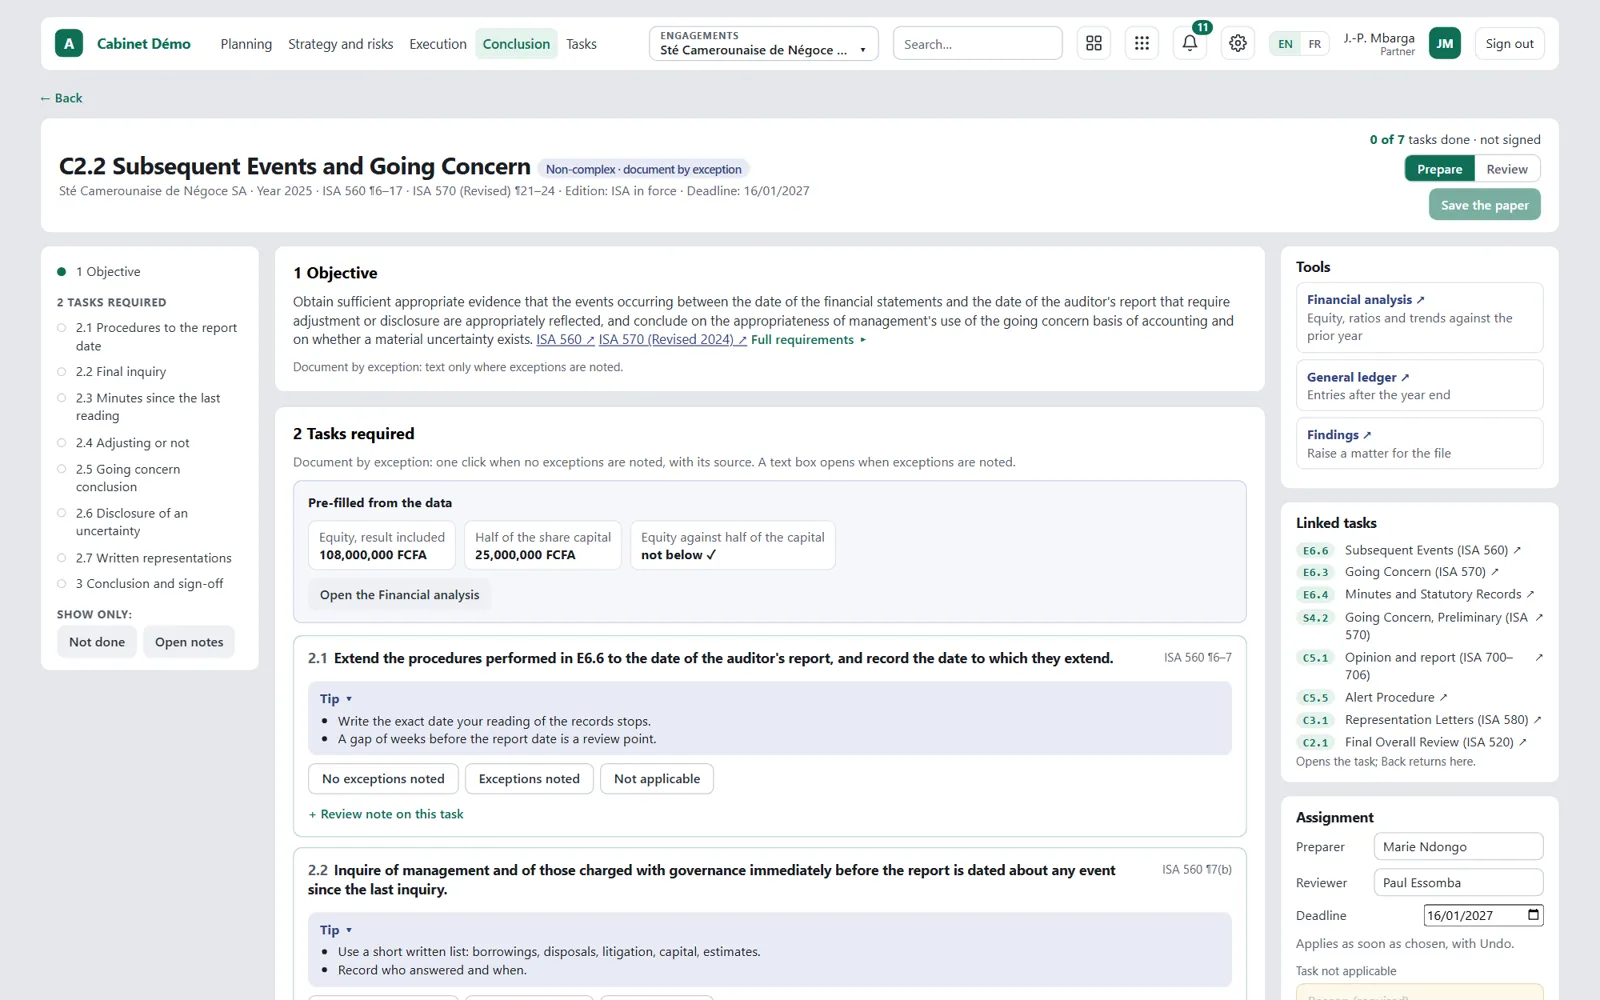 A Cabinet Démo Planning Strategy and risks Execution Conclusion Tasks
ENGAGEMENTS
Sté Camerounaise de Négoce ... ▾
Search...
11
EN FR
J.-P. Mbarga
Partner
JM
Sign out
← Back
C2.2 Subsequent Events and Going Concern Non-complex · document by exception
Sté Camerounaise de Négoce SA · Year 2025 · ISA 560 ¶6–17 · ISA 570 (Revised) ¶21–24 · Edition: ISA in force · Deadline: 16/01/2027
0 of 7 tasks done · not signed
Prepare Review
Save the paper
1 Objective
2 TASKS REQUIRED
2.1 Procedures to the report
date
2.2 Final inquiry
2.3 Minutes since the last
reading
2.4 Adjusting or not
2.5 Going concern
conclusion
2.6 Disclosure of an
uncertainty
2.7 Written representations
3 Conclusion and sign-off
SHOW ONLY:
Not done Open notes
1 Objective
Obtain sufficient appropriate evidence that the events occurring between the date of the financial statements and the date of the auditor's report that require
adjustment or disclosure are appropriately reflected, and conclude on the appropriateness of management's use of the going concern basis of accounting and
on whether a material uncertainty exists. ISA 560 ↗ ISA 570 (Revised 2024) ↗ Full requirements ▸
Document by exception: text only where exceptions are noted.
2 Tasks required
Document by exception: one click when no exceptions are noted, with its source. A text box opens when exceptions are noted.
Pre-filled from the data
Equity, result included
108,000,000 FCFA
Half of the share capital
25,000,000 FCFA
Equity against half of the capital
not below ✓
Open the Financial analysis
2.1 Extend the procedures performed in E6.6 to the date of the auditor's report, and record the date to which they extend. ISA 560 ¶6–7
Tip ▾
• Write the exact date your reading of the records stops.
• A gap of weeks before the report date is a review point.
No exceptions noted Exceptions noted Not applicable
+ Review note on this task
2.2 Inquire of management and of those charged with governance immediately before the report is dated about any event
since the last inquiry.
ISA 560 ¶7(b)
Tip ▾
• Use a short written list: borrowings, disposals, litigation, capital, estimates.
• Record who answered and when.
Tools
Financial analysis ↗
Equity, ratios and trends against the
prior year
General ledger ↗
Entries after the year end
Findings ↗
Raise a matter for the file
Linked tasks
E6.6 Subsequent Events (ISA 560) ↗
E6.3 Going Concern (ISA 570) ↗
E6.4 Minutes and Statutory Records ↗
S4.2 Going Concern, Preliminary (ISA ↗
570)
C5.1 Opinion and report (ISA 700– ↗
706)
C5.5 Alert Procedure ↗
C3.1 Representation Letters (ISA 580) ↗
C2.1 Final Overall Review (ISA 520) ↗
Opens the task; Back returns here.
Assignment
Preparer Marie Ndongo
Reviewer Paul Essomba
Deadline 16/01/2027
Applies as soon as chosen, with Undo.
Task not applicable